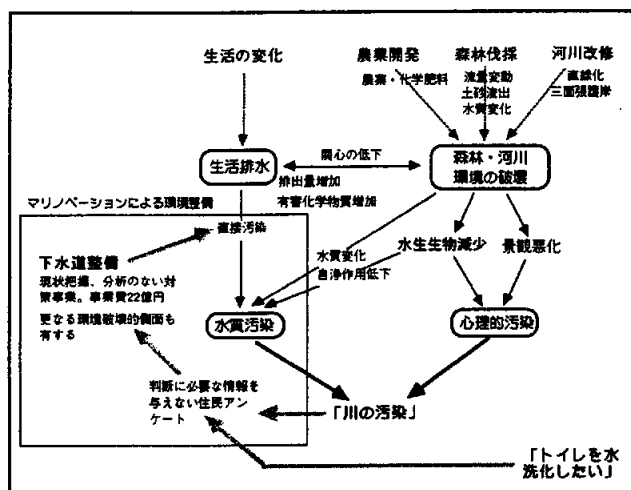 生活の変化
農業開発
森林伐採
河川改修
農薬・化学肥料
流量変動
土砂流出
水質変化
直線化
三面張護岸
生活排水
関心の低下
森林・河川
環境の破壊
排出量増加
有害化学物質増加
マリノベーションによる環境整備
直接汚染
下水道整備
現状把握、分析のない対
策事業。事業費22億円
更なる環境破壊的側面も
有する
水質変化
自浄作用低下
水生生物減少
景観悪化
水質汚染
心理的汚染
判断に必要な情報を
与えない住民アン
ケート
「川の汚染」
「トイレを水
洗化したい」